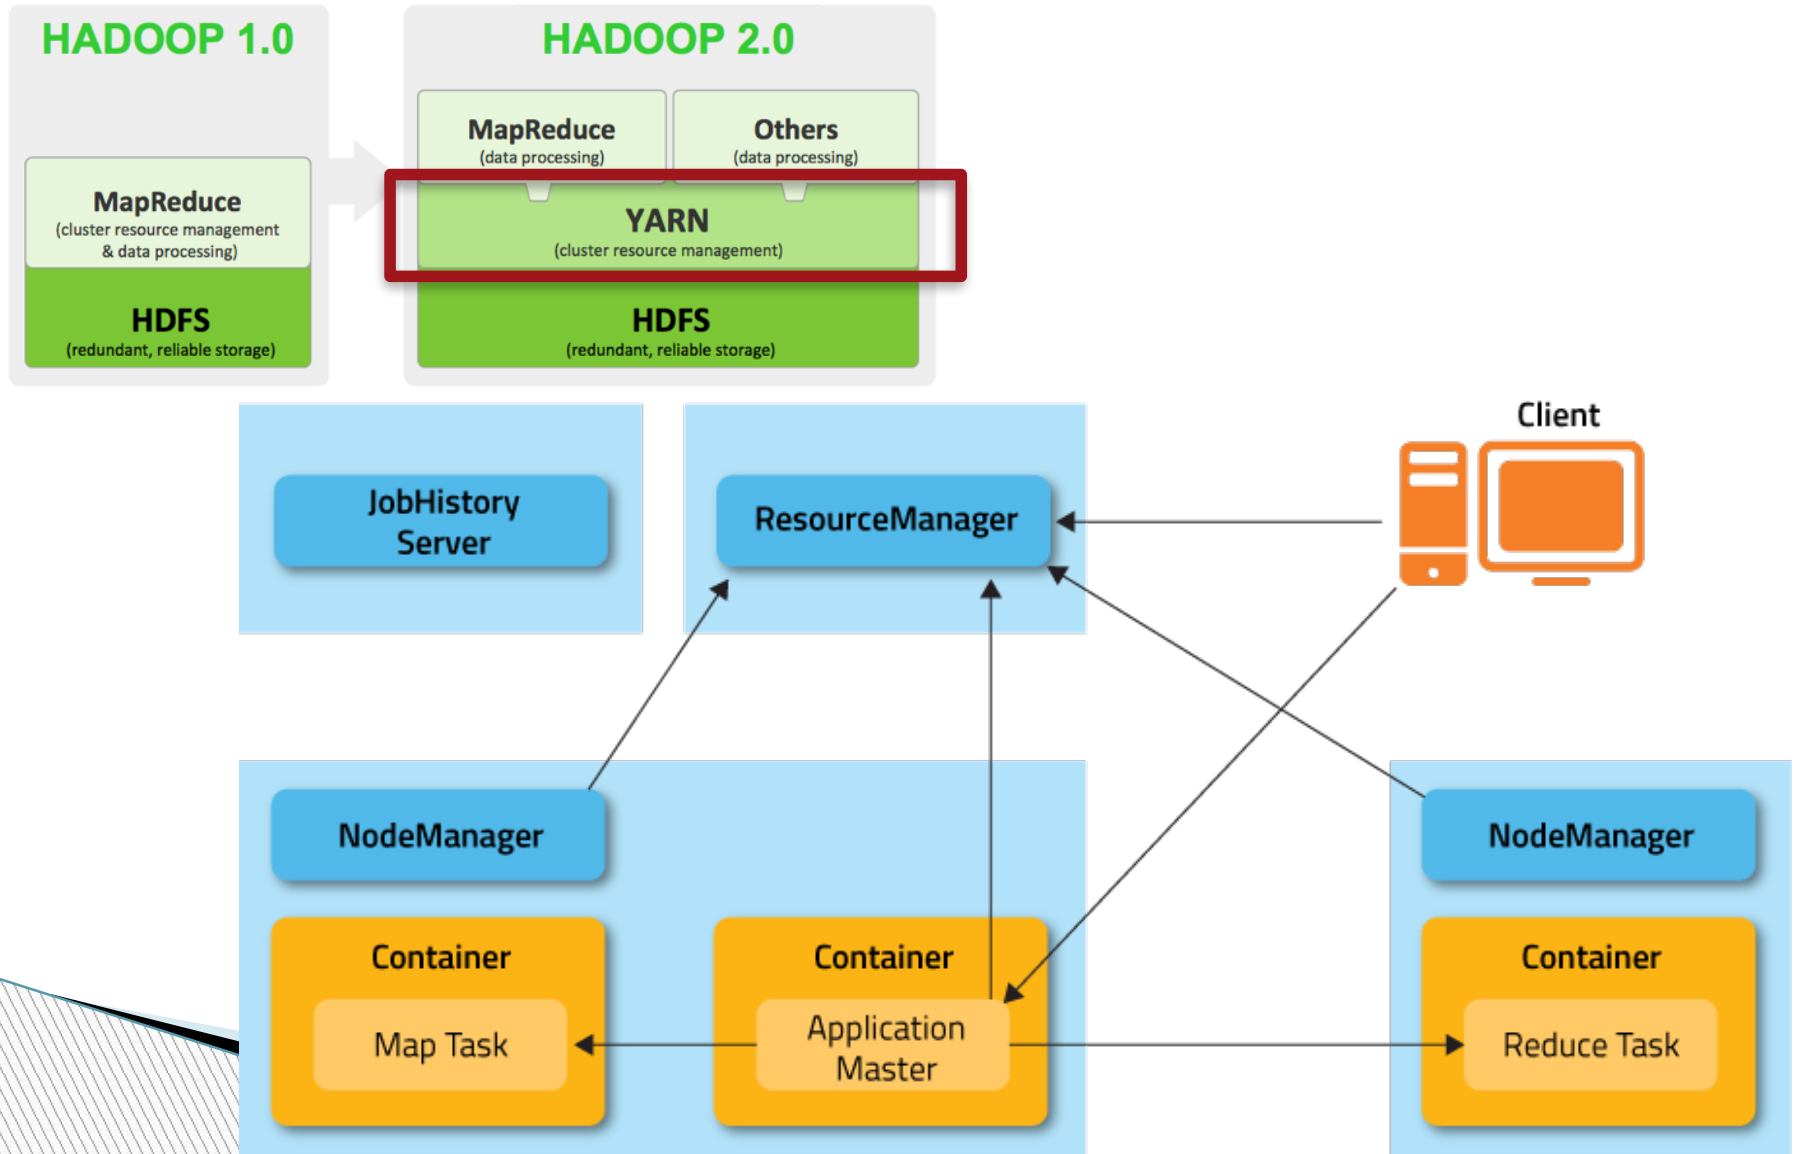 HADOOP 1.0
MapReduce
(cluster resource management
& data processing)
HDFS
(redundant, reliable storage)
HADOOP 2.0
MapReduce
(data processing)
Others
(data processing)
YARN
(cluster resource management)
HDFS
(redundant, reliable storage)
JobHistory
Server
ResourceManager
Client
NodeManager
NodeManager
Container
Map Task
Container
Application
Master
Container
Reduce Task